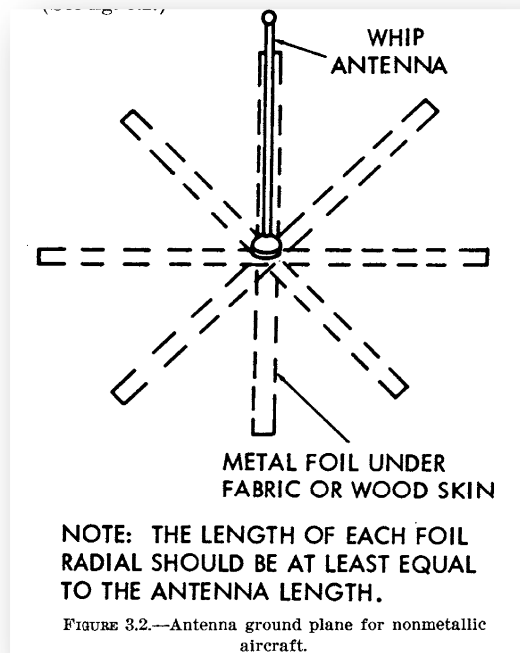 WHIP
ANTENNA
METAL FOIL UNDER
FABRIC OR WOOD SKIN
NOTE: THE LENGTH OF EACH FOIL
RADIAL SHOULD BE AT LEAST EQUAL
TO THE ANTENNA LENGTH.
FIGURE 3.2.—Antenna ground plane for nonmetallic
aircraft.